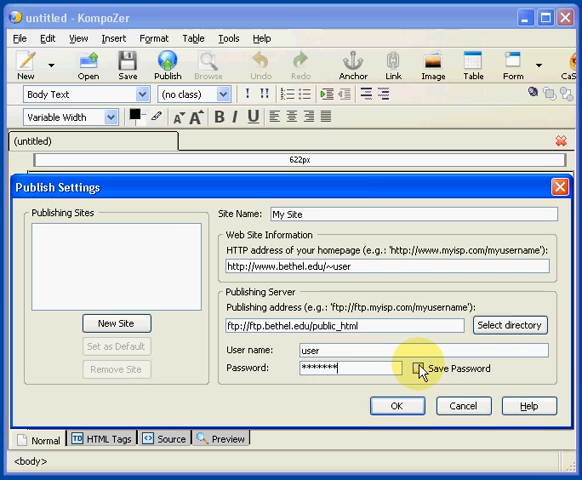 untitled - KompoZer
File Edit View Insert Format Table Tools Help
New Open Save Publish Browse Undo Redo Anchor Link Image Table Form CaS
Body Text (no class) ! !!
Variable Width A A B I U
(untitled)
622px
Publish Settings
Publishing Sites
New Site
Set as Default
Remove Site
Site Name: My Site
Web Site Information
HTTP address of your homepage (e.g.: 'http://www.myisp.com/myusername'):
http://www.bethel.edu/~user
Publishing Server
Publishing address (e.g.: 'ftp://ftp.myisp.com/myusername'):
ftp://ftp.bethel.edu/public_html Select directory
User name: user
Password: ******* Save Password
OK Cancel Help
Normal TD HTML Tags <> Source Preview
<body>